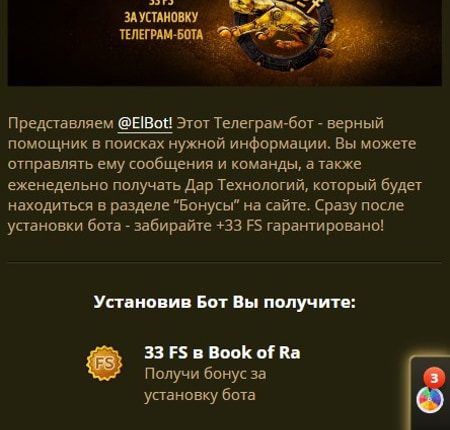 33 FS
ЗА УСТАНОВКУ
ТЕЛЕГРАМ-БОТА
Представляем @ElBot! Этот Телеграм-бот - верный
помощник в поисках нужной информации. Вы можете
отправлять ему сообщения и команды, а также
еженедельно получать Дар Технологий, который будет
находиться в разделе “Бонусы” на сайте. Сразу после
установки бота - забирайте +33 FS гарантировано!
Установив Бот Вы получите:
FS
33 FS в Book of Ra
Получи бонус за
установку бота
3